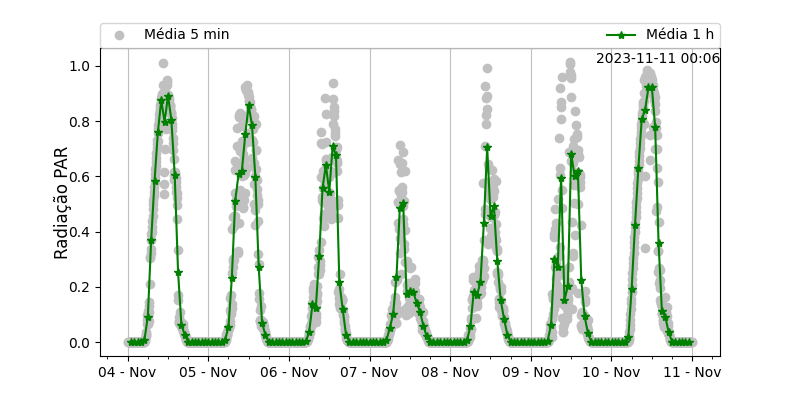 Média 5 min
Média 1 h
2023-11-11 00:06
Radiação PAR
1.0
0.8
0.6
0.4
0.2
0.0
04 - Nov
05 - Nov
06 - Nov
07 - Nov
08 - Nov
09 - Nov
10 - Nov
11 - Nov